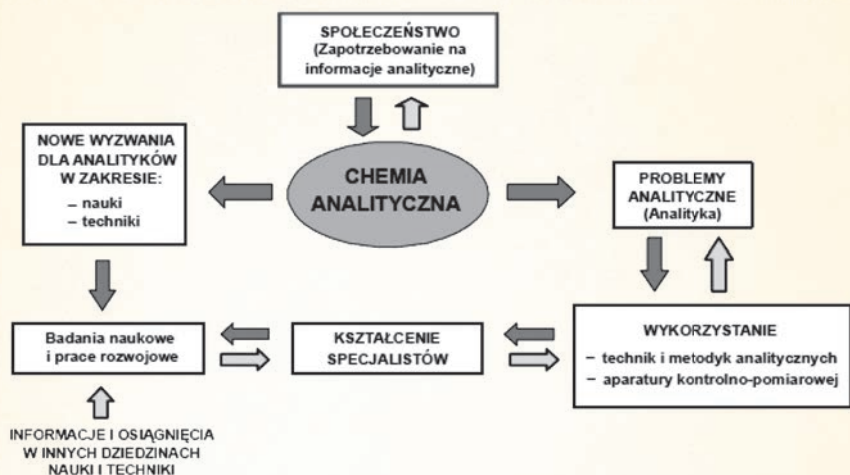 SPOŁECZEŃSTWO
(Zapotrzebowanie na
informacje analityczne)
NOWE WYZWANIA
DLA ANALITYKÓW
W ZAKRESIE:
– nauki
– techniki
CHEMIA
ANALITYCZNA
PROBLEMY
ANALITYCZNE
(Analityka)
Badania naukowe
i prace rozwojowe
KSZTAŁCENIE
SPECJALISTÓW
WYKORZYSTANIE
– technik i metodyk analitycznych
– aparatury kontrolno-pomiarowej
INFORMACJE I OSIĄGNIĘCIA
W INNYCH DZIEDZINACH
NAUKI I TECHNIKI